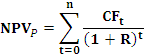 NPV_P = \sum_{t=0}^{n} \frac{CF_t}{(1 + R)^t}